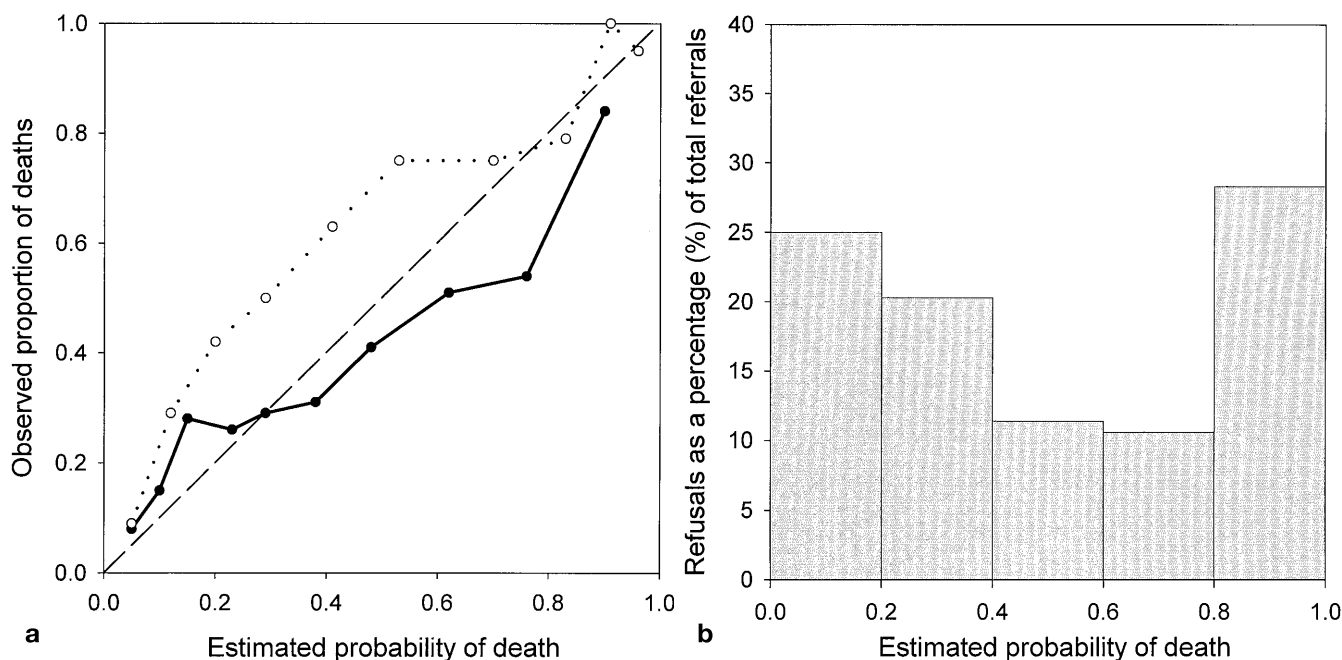 Observed proportion of deaths
1.0
0.8
0.6
0.4
0.2
0.0
0.0 0.2 0.4 0.6 0.8 1.0
a
Estimated probability of death
Refusals as a percentage (%) of total referrals
40
35
30
25
20
15
10
5
0
0.0 0.2 0.4 0.6 0.8 1.0
b
Estimated probability of death